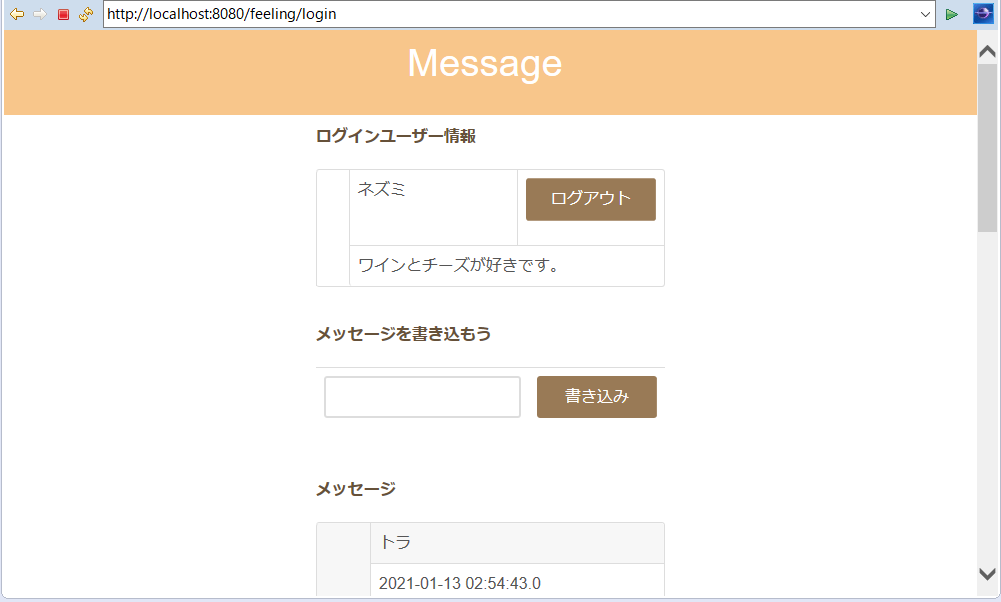 http://localhost:8080/feeling/login
Message
ログインユーザー情報
ネズミ
ログアウト
ワインとチーズが好きです。
メッセージを書き込もう
書き込み
メッセージ
トラ
2021-01-13 02:54:43.0